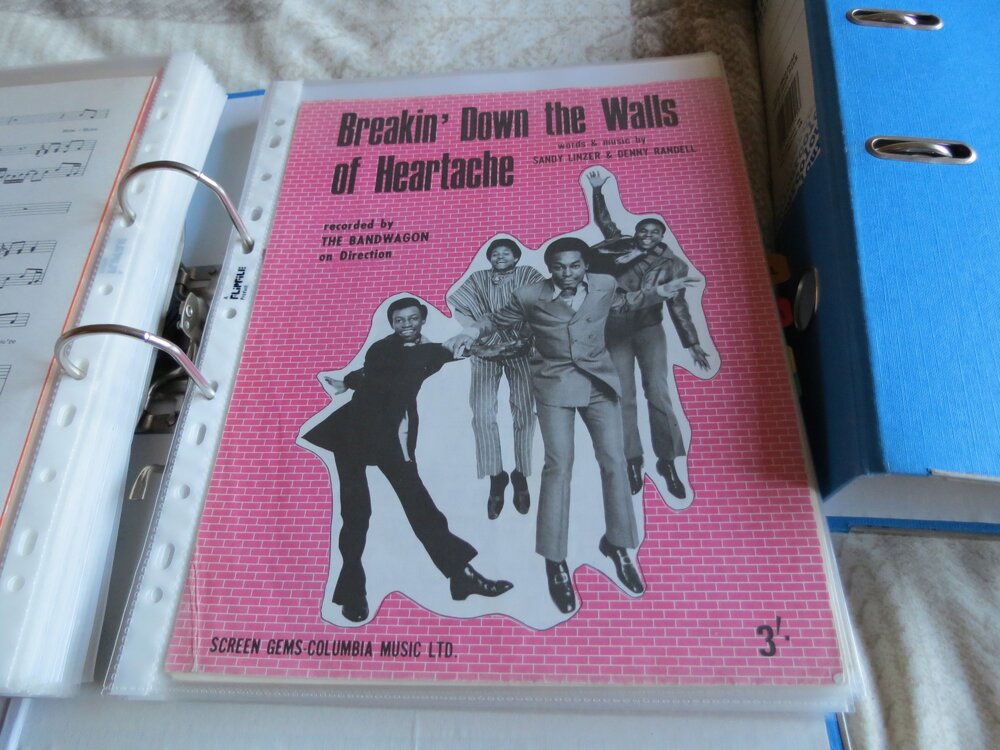 Breakin' Down the Walls
of Heartache
words & music by
SANDY LINZER & DENNY RANDELL
recorded by
THE BANDWAGON
on Direction
FLIPFILE
SCREEN GEMS-COLUMBIA MUSIC LTD.
3/-